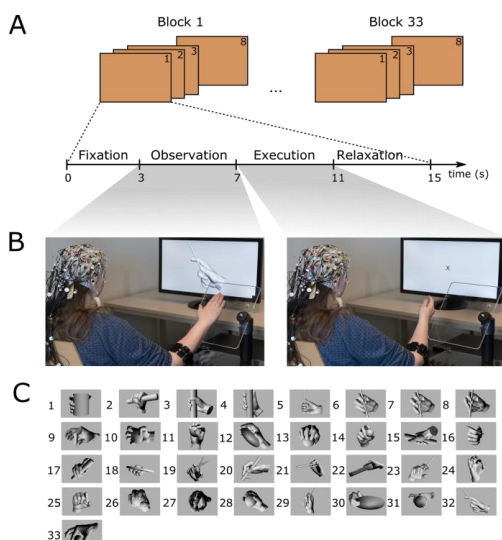 A
Block 1
Block 33
1 2 3 8
...
1 2 3 8
Fixation Observation Execution Relaxation
0 3 7 11 15 time (s)
B
x
C
1 2 3 4 5 6 7 8
9 10 11 12 13 14 15 16
17 18 19 20 21 22 23 24
25 26 27 28 29 30 31 32
33